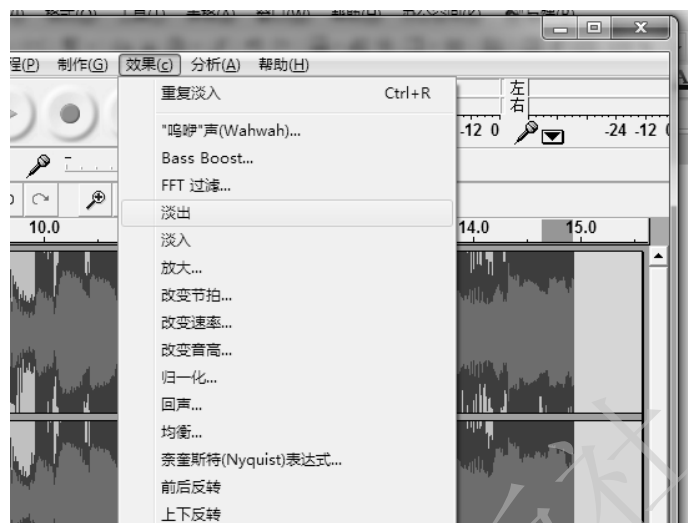 程(P) 制作(G) 效果(c) 分析(A) 帮助(H)
重复淡入 Ctrl+R
左
右
-12 0 -24 -12 0
"呜咿"声(Wahwah)...
Bass Boost...
FFT 过滤...
淡出
10.0 14.0 15.0
淡入
放大...
改变节拍...
改变速率...
改变音高...
归一化...
回声...
均衡...
奈奎斯特(Nyquist)表达式...
前后反转
上下反转